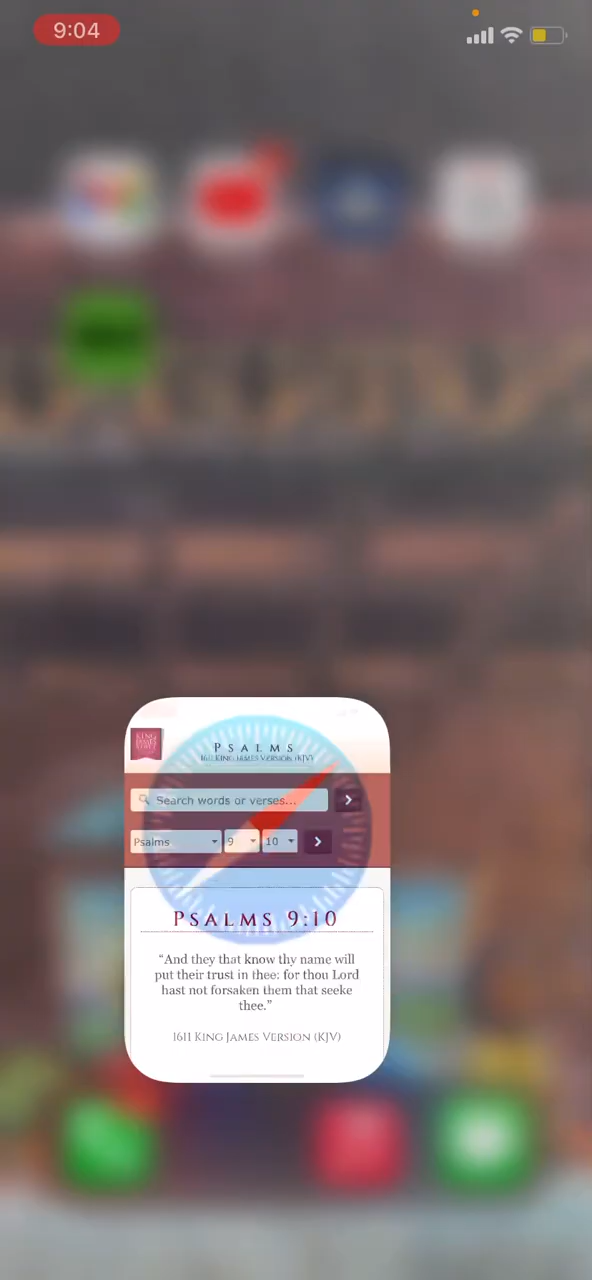 9:04
KING
JAMES
PSALMS
1611 KING JAMES VERSION (KJV)
Search words or verses...
Psalms 9 10
PSALMS 9:10
“And they that know thy name will
put their trust in thee: for thou Lord
hast not forsaken them that seeke
thee.”
1611 KING JAMES VERSION (KJV)